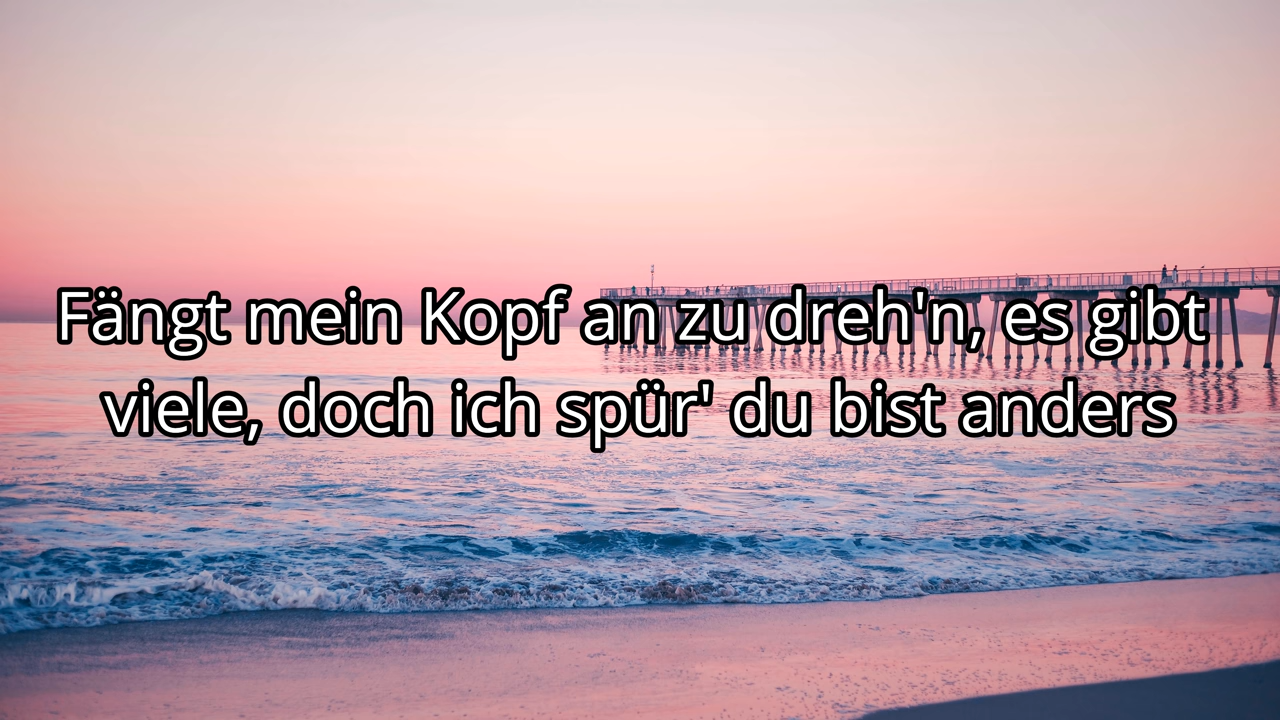 Fängt mein Kopf an zu dreh'n, es gibt
viele, doch ich spür' du bist anders